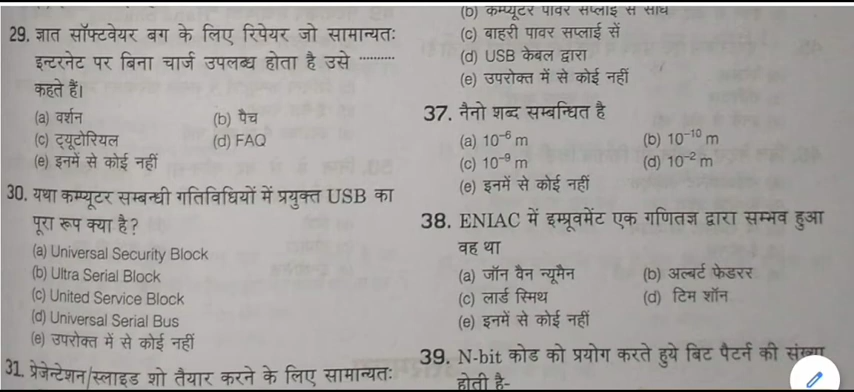 29. ज्ञात सॉफ्टवेयर बग के लिए रिपेयर जो सामान्यतः
इन्टरनेट पर बिना चार्ज उपलब्ध होता है उसे ..........
कहते हैं।
(a) वर्शन (b) पैच
(c) ट्यूटोरियल (d) FAQ
(e) इनमें से कोई नहीं
30. यथा कम्प्यूटर सम्बन्धी गतिविधियों में प्रयुक्त USB का
पूरा रूप क्या है?
(a) Universal Security Block
(b) Ultra Serial Block
(c) United Service Block
(d) Universal Serial Bus
(e) उपरोक्त में से कोई नहीं
31. प्रेजेन्टेशन/स्लाइड शो तैयार करने के लिए सामान्यतः
(b) कम्प्यूटर पावर सप्लाई से साथ
(c) बाहरी पावर सप्लाई सें
(d) USB केबल द्वारा
(e) उपरोक्त में से कोई नहीं
37. नैनो शब्द सम्बन्धित है
(a) 10⁻⁶ m (b) 10⁻¹⁰ m
(c) 10⁻⁹ m (d) 10⁻² m
(e) इनमें से कोई नहीं
38. ENIAC में इम्प्रूवमेंट एक गणितज्ञ द्वारा सम्भव हुआ
वह था
(a) जॉन वैन न्यूमैन (b) अल्बर्ट फेडरर
(c) लार्ड स्मिथ (d) टिम शॉन
(e) इनमें से कोई नहीं
39. N-bit कोड को प्रयोग करते हुये बिट पैटर्न की संख्या
होती है-